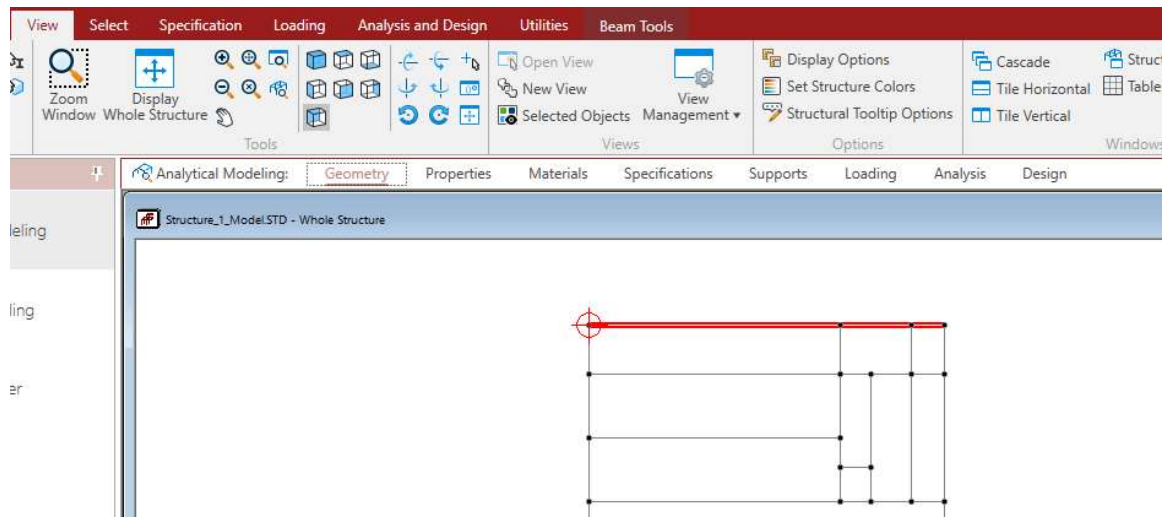 View Select Specification Loading Analysis and Design Utilities Beam Tools
Open View
Display Options
Cascade
Zoom Window
Display Whole Structure
New View
View Management
Set Structure Colors
Tile Horizontal
Selected Objects
Structural Tooltip Options
Tile Vertical
Tools Views Options Windows
Analytical Modeling: Geometry Properties Materials Specifications Supports Loading Analysis Design
Structure_1_Model.STD - Whole Structure